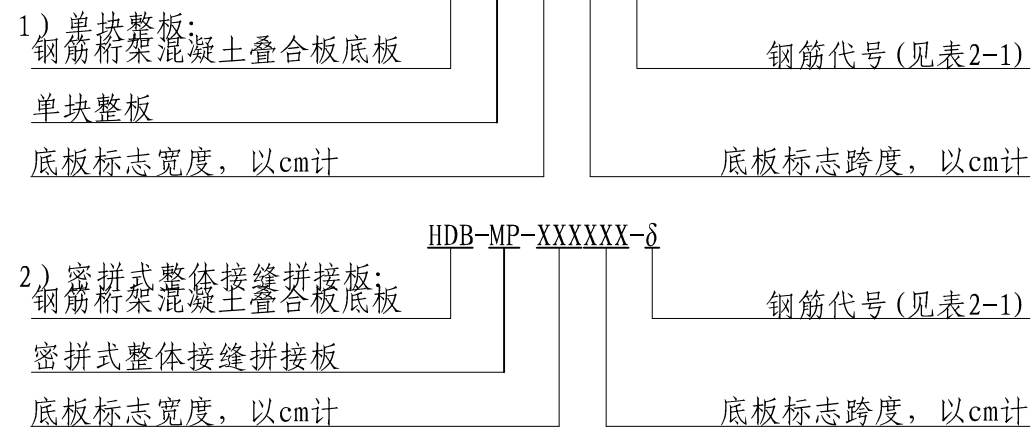 1)单块整板:
钢筋桁架混凝土叠合板底板
钢筋代号(见表2-1)
单块整板
底板标志宽度, 以cm计
底板标志跨度, 以cm计
HDB-MP-XXXXXX-δ
2)密拼式整体接缝拼接板:
钢筋桁架混凝土叠合板底板
钢筋代号(见表2-1)
密拼式整体接缝拼接板
底板标志宽度, 以cm计
底板标志跨度, 以cm计